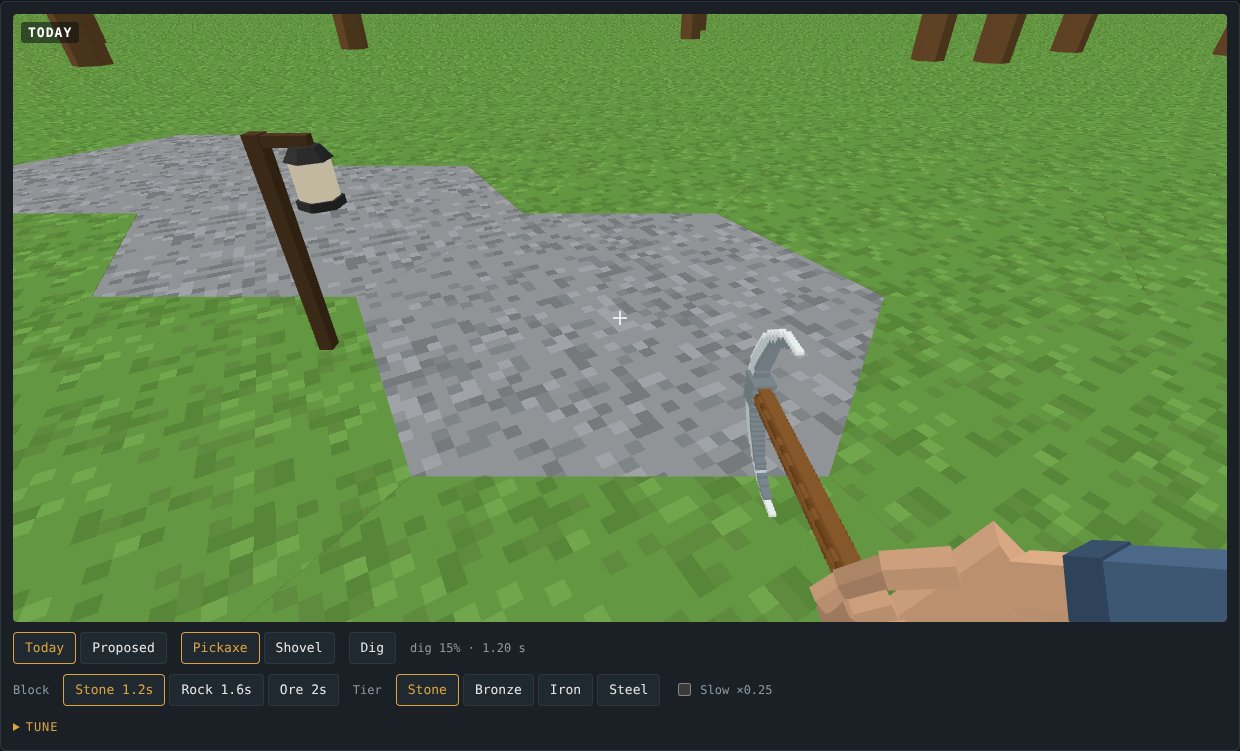 TODAY
Today Proposed Pickaxe Shovel Dig dig 15% · 1.20 s
Block Stone 1.2s Rock 1.6s Ore 2s Tier Stone Bronze Iron Steel Slow ×0.25
▶ TUNE